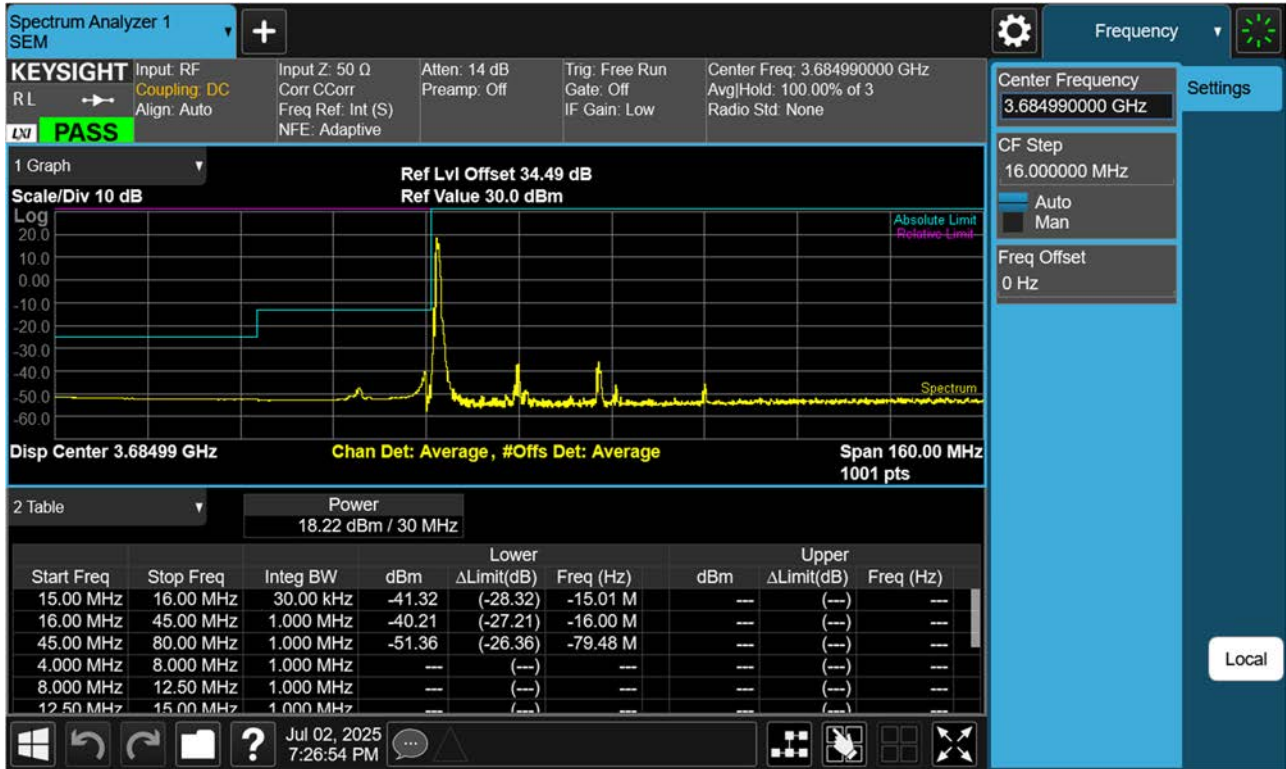 Spectrum Analyzer 1
SEM
Frequency
KEYSIGHT
R L
LXI
PASS
Input: RF
Coupling: DC
Align: Auto
Input Z: 50 Ω
Corr CCorr
Freq Ref: Int (S)
NFE: Adaptive
Atten: 14 dB
Preamp: Off
Trig: Free Run
Gate: Off
IF Gain: Low
Center Freq: 3.684990000 GHz
Avg|Hold: 100.00% of 3
Radio Std: None
Center Frequency
3.684990000 GHz
Settings
CF Step
16.000000 MHz
Auto
Man
Freq Offset
0 Hz
Local
1 Graph
Scale/Div 10 dB
Ref Lvl Offset 34.49 dB
Ref Value 30.0 dBm
Log
20.0
10.0
0.00
-10.0
-20.0
-30.0
-40.0
-50.0
-60.0
Absolute Limit
Relative Limit
Spectrum
Disp Center 3.68499 GHz
Chan Det: Average, #Offs Det: Average
Span 160.00 MHz
1001 pts
2 Table
Power
18.22 dBm / 30 MHz
Lower Upper
Start Freq Stop Freq Integ BW dBm ΔLimit(dB) Freq (Hz) dBm ΔLimit(dB) Freq (Hz)
15.00 MHz 16.00 MHz 30.00 kHz -41.32 (-28.32) -15.01 M --- (---) ---
16.00 MHz 45.00 MHz 1.000 MHz -40.21 (-27.21) -16.00 M --- (---) ---
45.00 MHz 80.00 MHz 1.000 MHz -51.36 (-26.36) -79.48 M --- (---) ---
4.000 MHz 8.000 MHz 1.000 MHz --- (---) --- --- (---) ---
8.000 MHz 12.50 MHz 1.000 MHz --- (---) --- --- (---) ---
12.50 MHz 15.00 MHz 1.000 MHz --- (---) --- --- (---) ---
Jul 02, 2025
7:26:54 PM